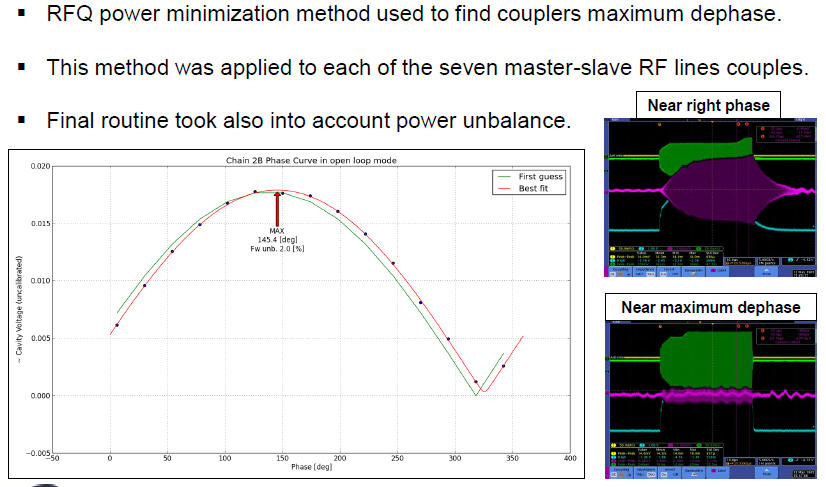 ▪ RFQ power minimization method used to find couplers maximum dephase.
▪ This method was applied to each of the seven master-slave RF lines couples.
▪ Final routine took also into account power unbalance.
Near right phase
Chain 2B Phase Curve in open loop mode
0.020
0.015
0.010
0.005
0.000
−0.005
~ Cavity Voltage (uncalibrated)
First guess
Best fit
MAX
145.4 [deg]
Fw unb. 2.0 [%]
−50
0
50
100
150
200
250
300
350
400
Phase [deg]
Near maximum dephase